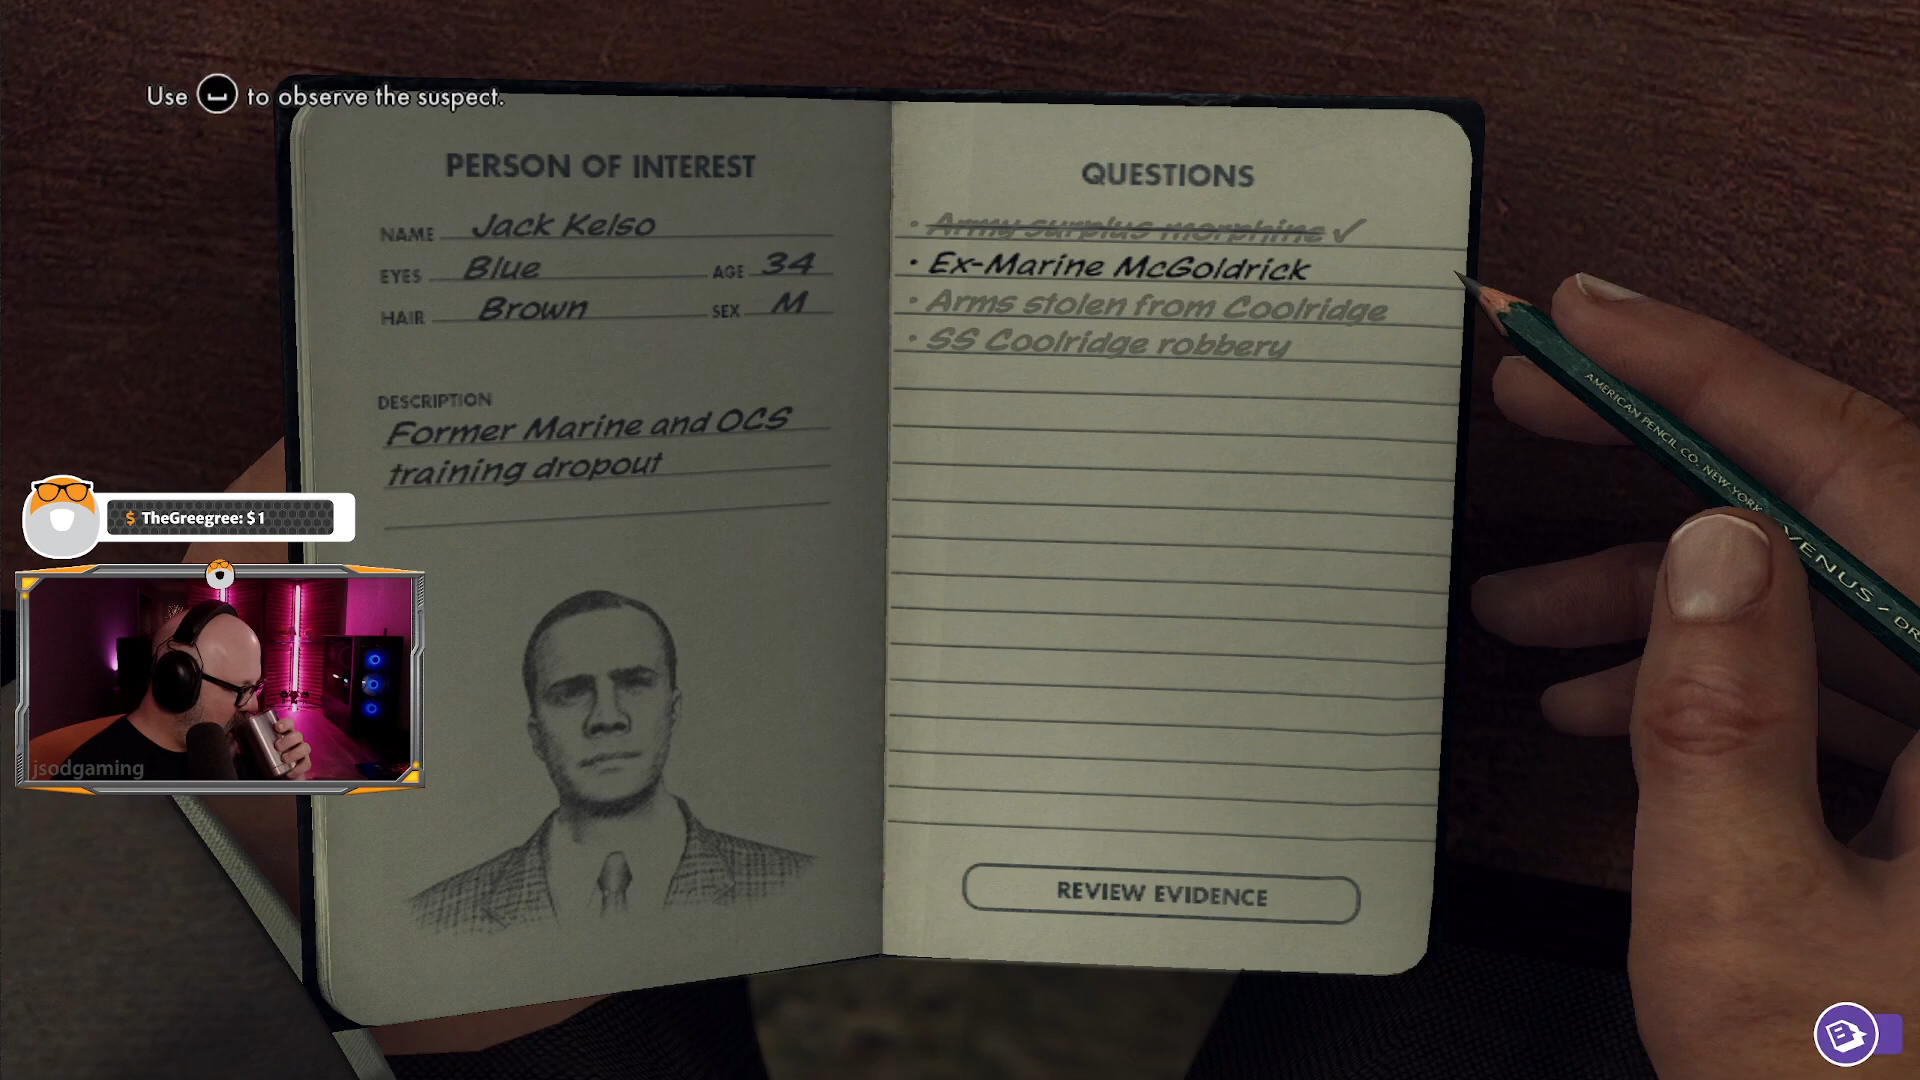 Use to observe the suspect.
PERSON OF INTEREST
NAME Jack Kelso
EYES Blue AGE 34
HAIR Brown SEX M
DESCRIPTION
Former Marine and OCS
training dropout
QUESTIONS
• Army surplus morphine ✓
• Ex-Marine McGoldrick
• Arms stolen from Coolridge
• SS Coolridge robbery
REVIEW EVIDENCE
AMERICAN PENCIL CO. NEW YORK
VENUS / DR
$ TheGreegree: $1
jsodgaming